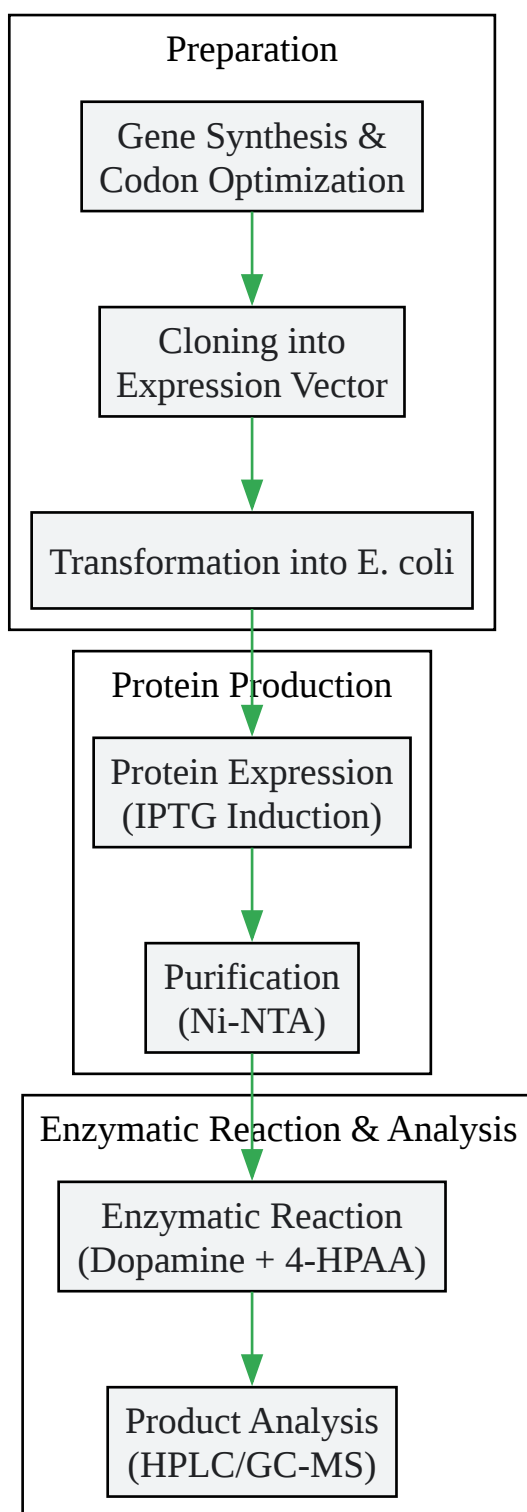 Preparation
Gene Synthesis &
Codon Optimization
Cloning into
Expression Vector
Transformation into E. coli
Protein Production
Protein Expression
(IPTG Induction)
Purification
(Ni-NTA)
Enzymatic Reaction & Analysis
Enzymatic Reaction
(Dopamine + 4-HPAA)
Product Analysis
(HPLC/GC-MS)